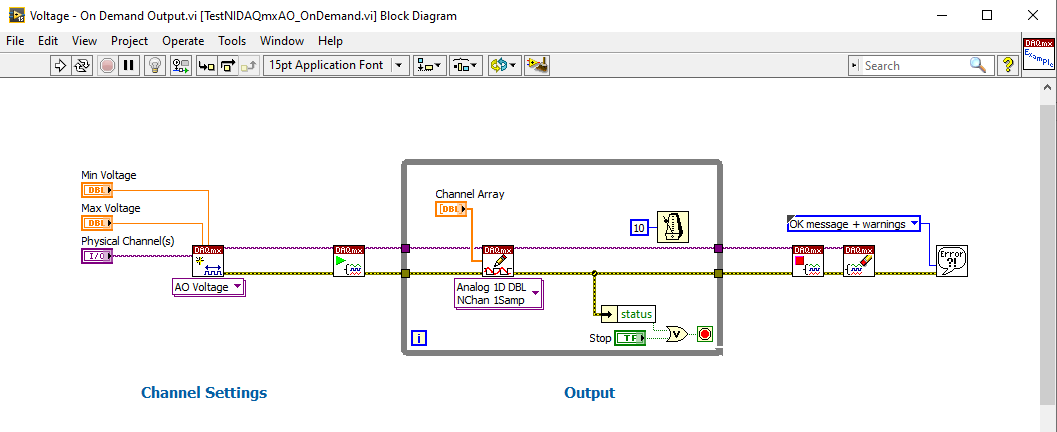 Voltage - On Demand Output.vi [TestNIDAQmxAO_OnDemand.vi] Block Diagram
File Edit View Project Operate Tools Window Help
15pt Application Font
Search
?
DAQmx
Example
Min Voltage
DBL
Max Voltage
DBL
Physical Channel(s)
I/O
DAQmx
AO Voltage
DAQmx
Channel Array
DBL
DAQmx
Analog 1D DBL
NChan 1Samp
10
status
Stop
TF
V
i
OK message + warnings
DAQmx
DAQmx
Error
?!
Channel Settings
Output